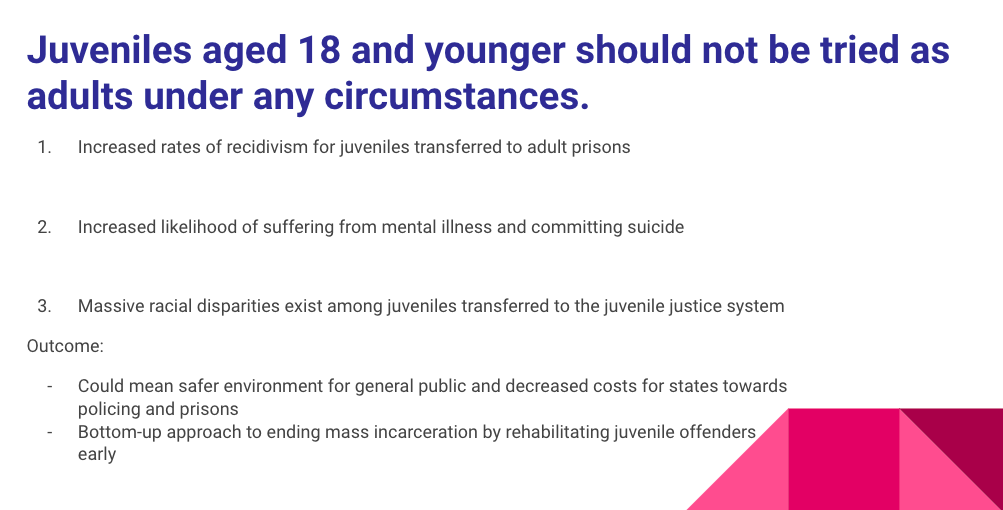 Juveniles aged 18 and younger should not be tried as
adults under any circumstances.
1. Increased rates of recidivism for juveniles transferred to adult prisons
2. Increased likelihood of suffering from mental illness and committing suicide
3. Massive racial disparities exist among juveniles transferred to the juvenile justice system
Outcome:
- Could mean safer environment for general public and decreased costs for states towards
policing and prisons
- Bottom-up approach to ending mass incarceration by rehabilitating juvenile offenders
early